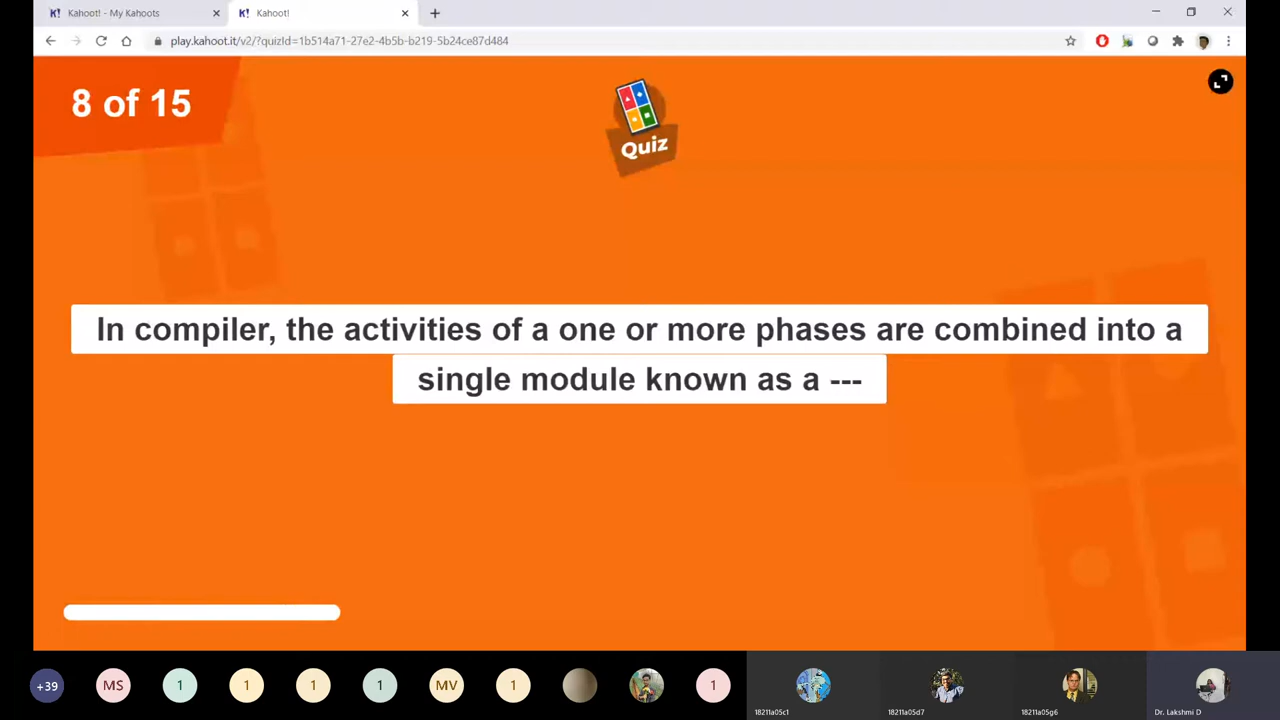 Kahoot! - My Kahoots
Kahoot!
play.kahoot.it/v2/?quizId=1b514a71-27e2-4b5b-b219-5b24ce87d484
8 of 15
Quiz
In compiler, the activities of a one or more phases are combined into a
single module known as a ---
+39
MS
1
1
1
1
MV
1
1
18211a05c1
18211a05d7
18211a05g6
Dr. Lakshmi D